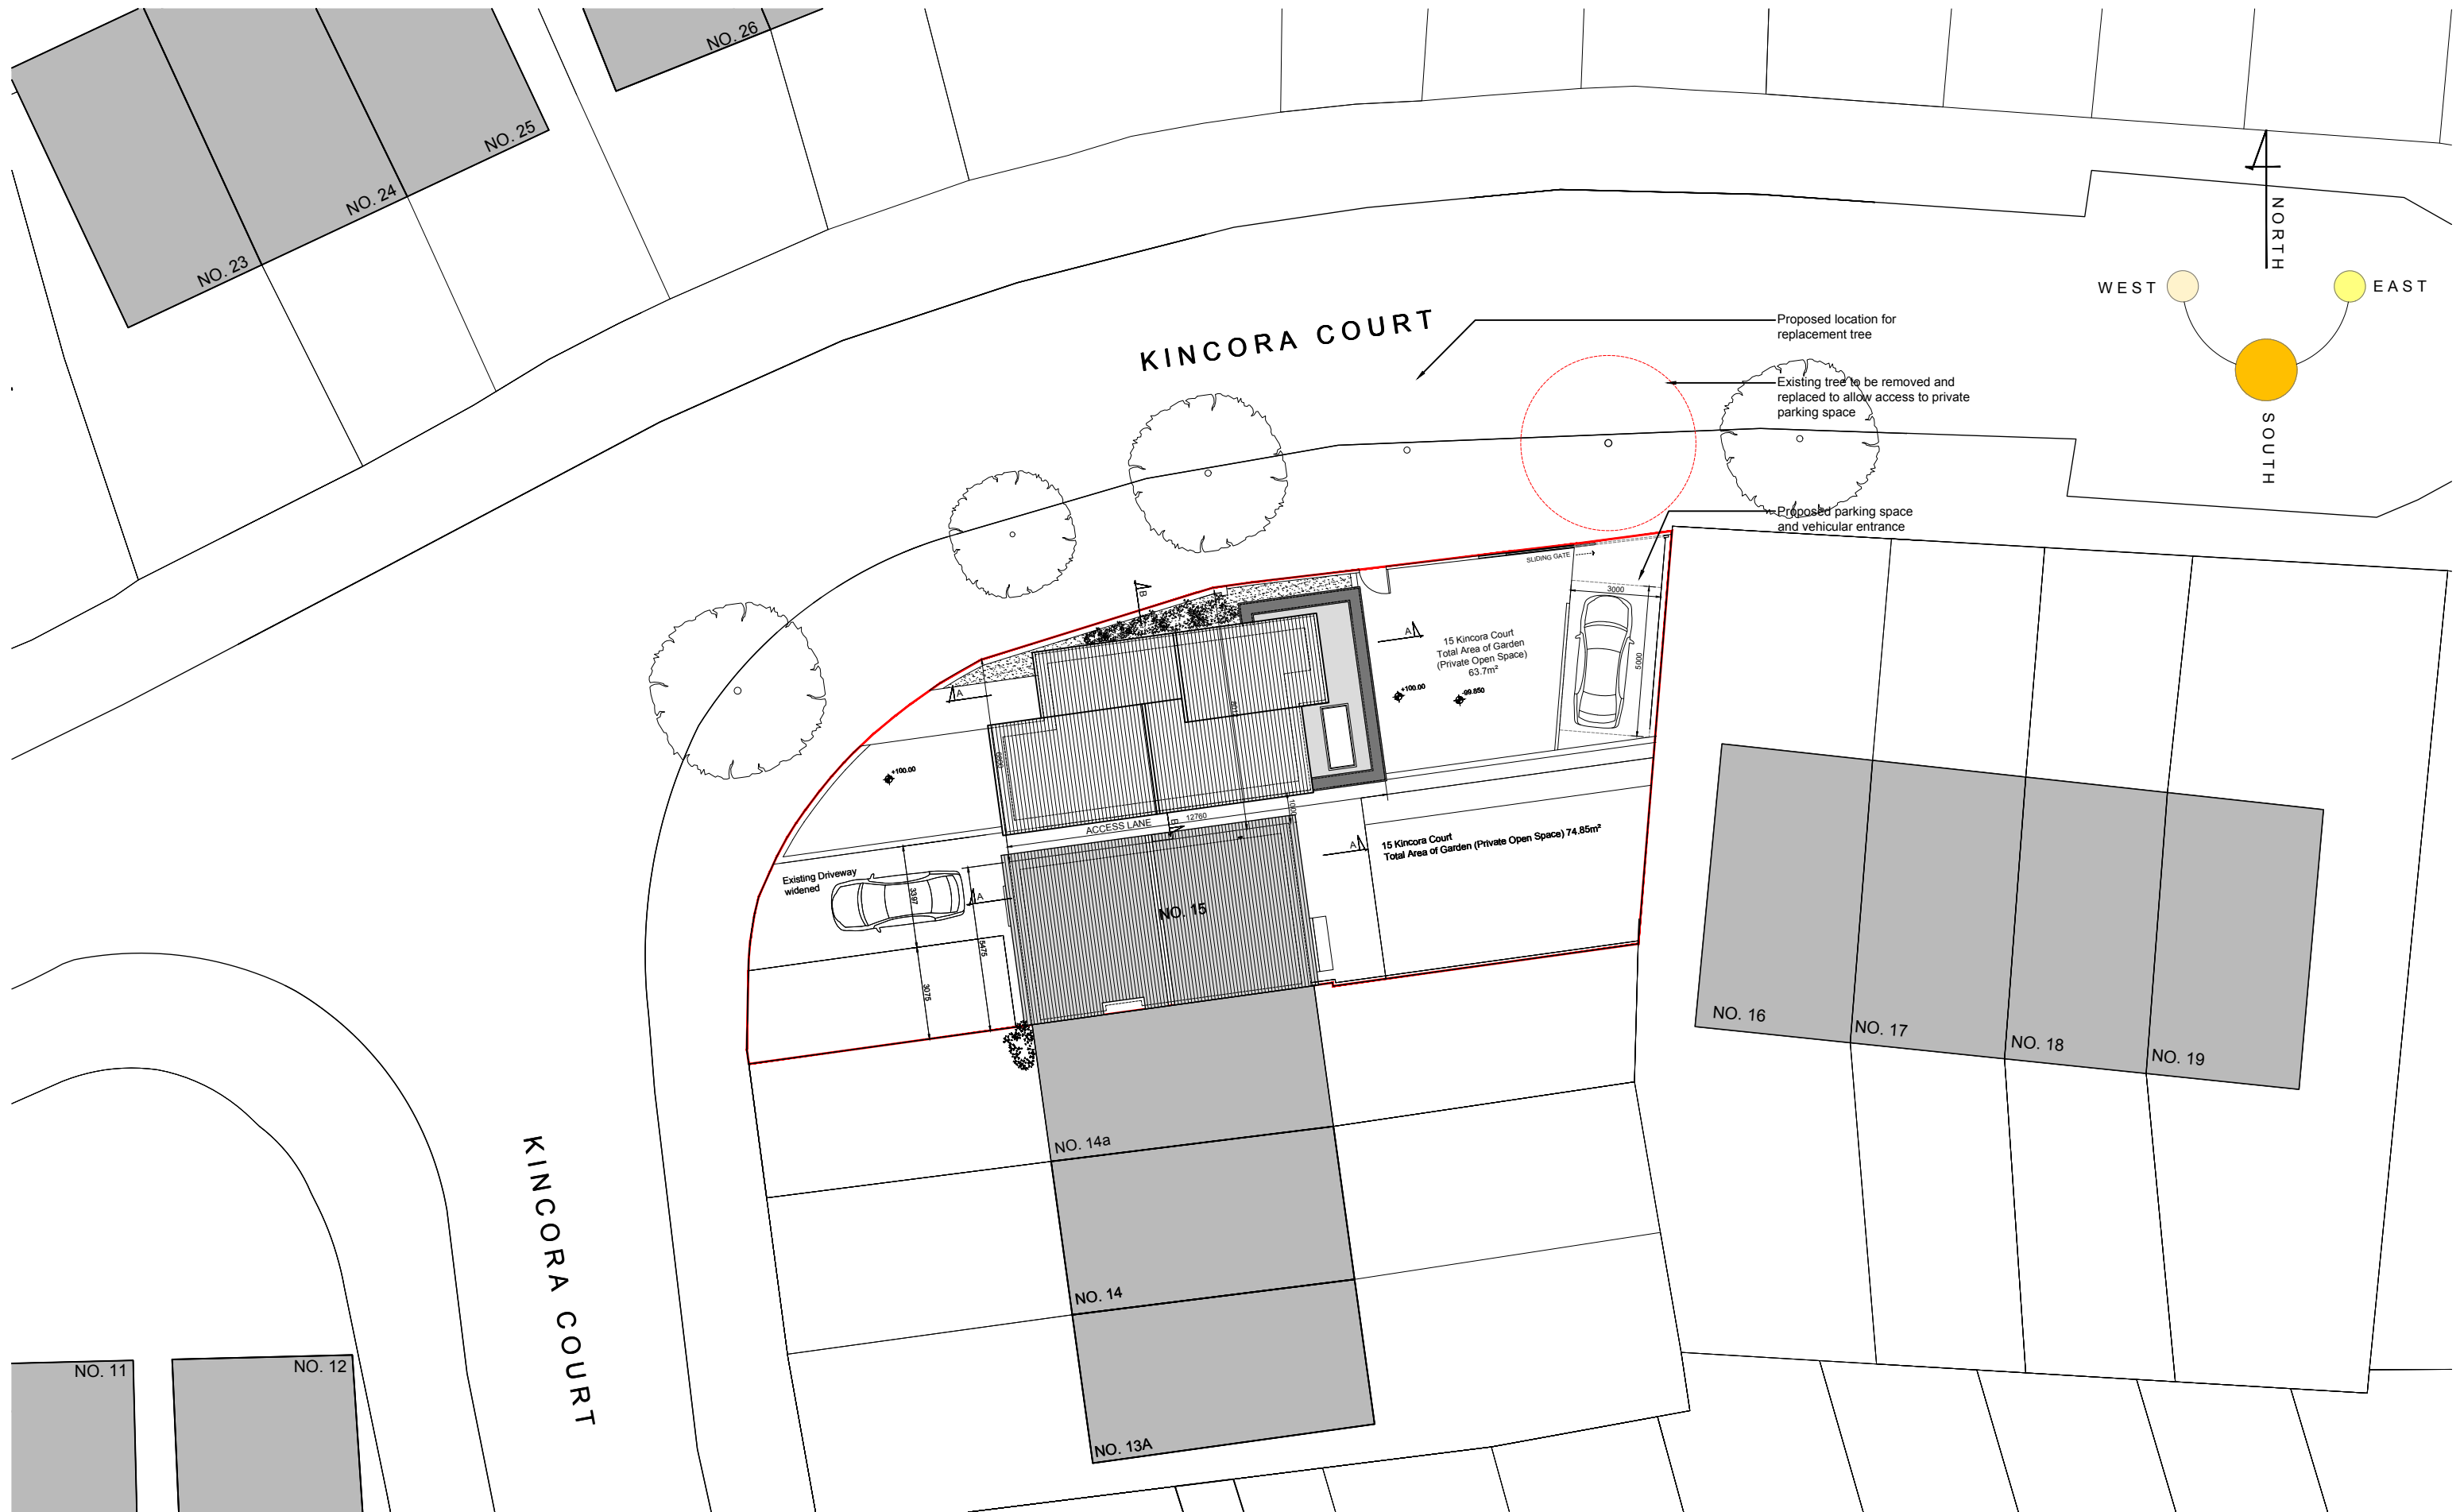 NO. 26
NO. 25
NO. 24
NO. 23
NORTH
WEST
EAST
SOUTH
KINCORA COURT
Proposed location for
replacement tree
Existing tree to be removed and
replaced to allow access to private
parking space
Proposed parking space
and vehicular entrance
SLIDING GATE
3000
5000
B
A
15 Kincora Court
Total Area of Garden
(Private Open Space)
63.7m²
+100.00
-99.850
A
+100.00
ACCESS LANE
12760
B
1000
A
15 Kincora Court
Total Area of Garden (Private Open Space) 74.85m²
Existing Driveway
widened
3397
A
5475
3075
NO. 15
NO. 16
NO. 17
NO. 18
NO. 19
NO. 14a
NO. 14
NO. 13A
KINCORA COURT
NO. 11
NO. 12